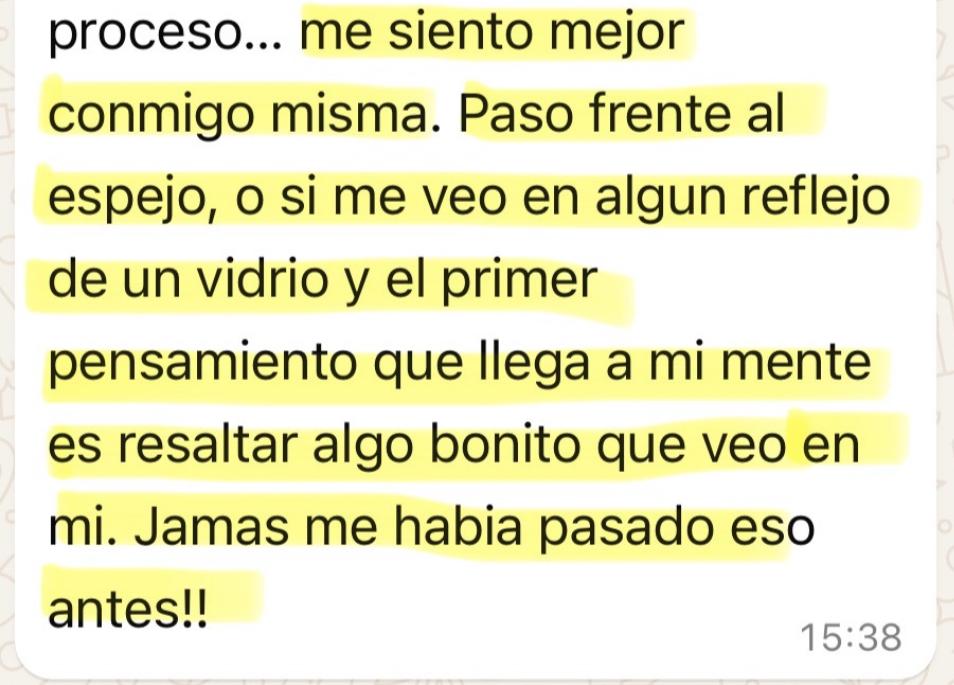 proceso... me siento mejor
conmigo misma. Paso frente al
espejo, o si me veo en algun reflejo
de un vidrio y el primer
pensamiento que llega a mi mente
es resaltar algo bonito que veo en
mi. Jamas me habia pasado eso
antes!!
15:38